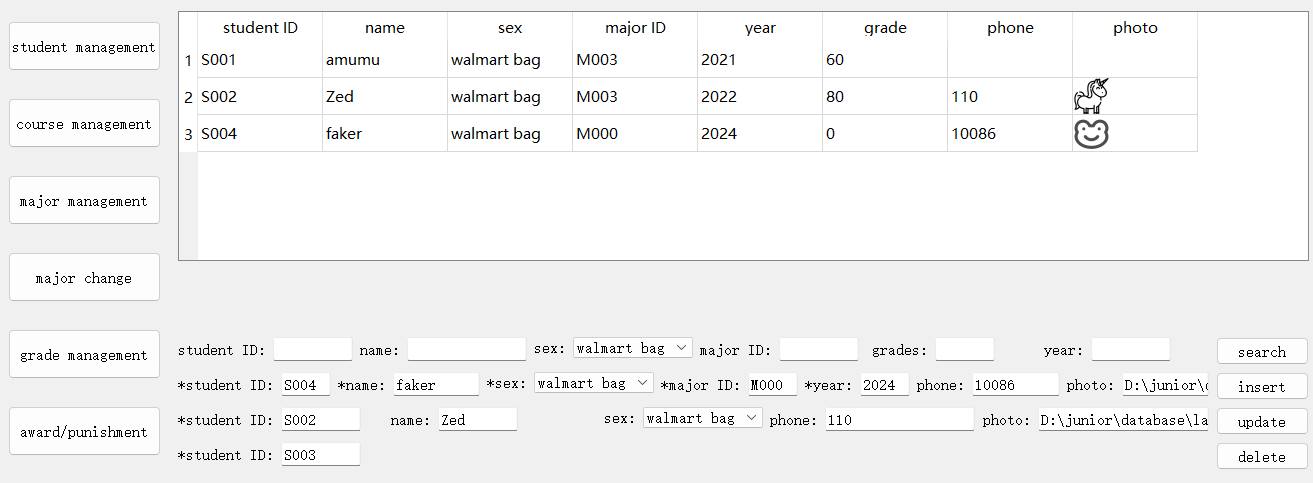 student management
course management
major management
major change
grade management
award/punishment
student ID name sex major ID year grade phone photo
1 S001 amumu walmart bag M003 2021 60
2 S002 Zed walmart bag M003 2022 80 110
3 S004 faker walmart bag M000 2024 0 10086
student ID: name: sex: walmart bag major ID: grades: year: search
*student ID: S004 *name: faker *sex: walmart bag *major ID: M000 *year: 2024 phone: 10086 photo: D:\junior\ insert
*student ID: S002 name: Zed sex: walmart bag phone: 110 photo: D:\junior\database\la update
*student ID: S003 delete